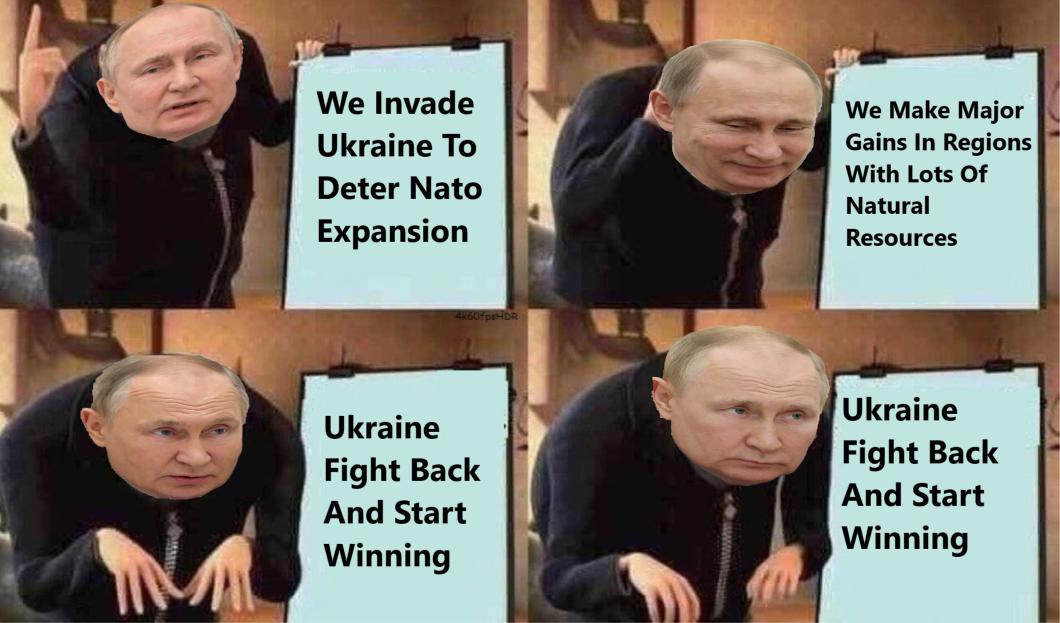 We Invade
Ukraine To
Deter Nato
Expansion
We Make Major
Gains In Regions
With Lots Of
Natural
Resources
4k60fpsHDR
Ukraine
Fight Back
And Start
Winning
Ukraine
Fight Back
And Start
Winning